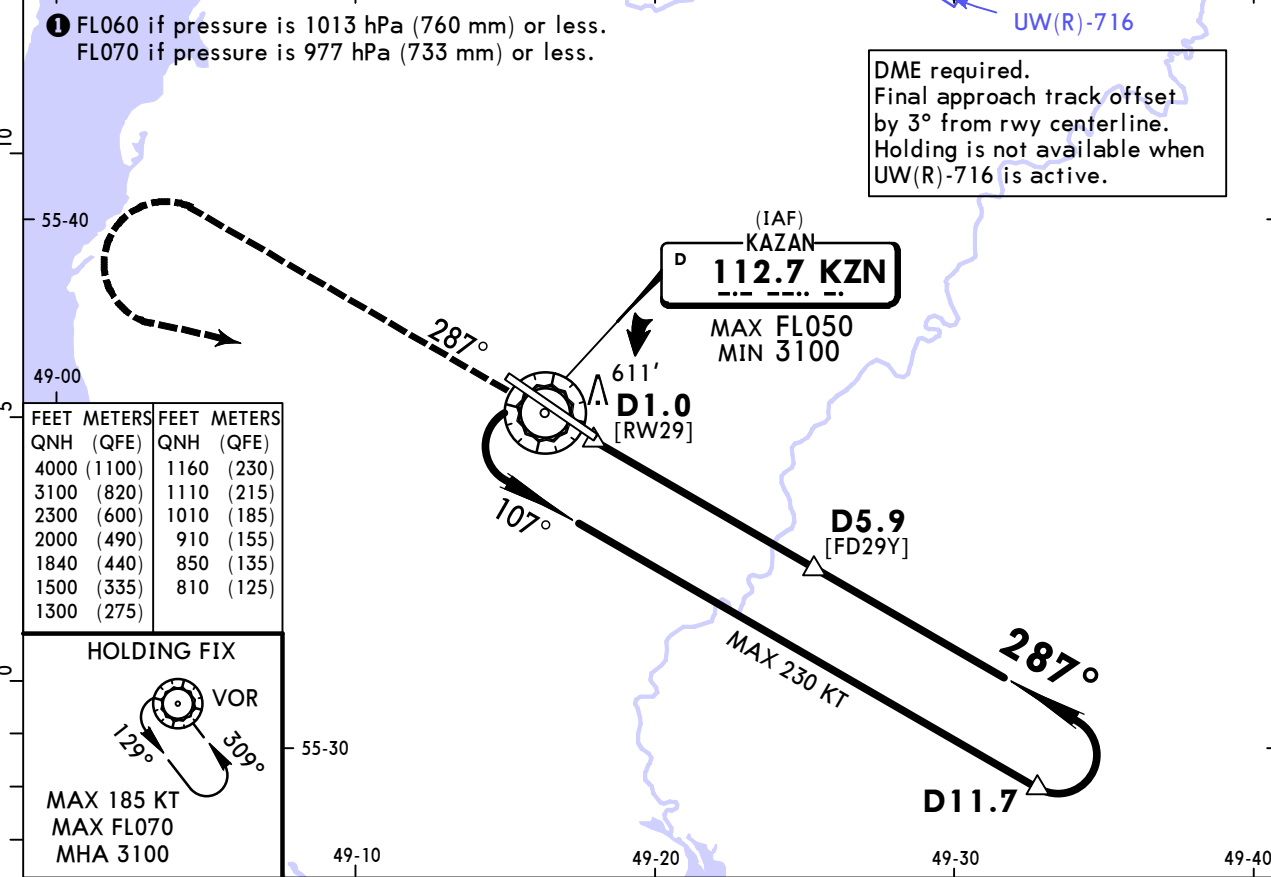 ❶ FL060 if pressure is 1013 hPa (760 mm) or less.
FL070 if pressure is 977 hPa (733 mm) or less.
UW(R)-716
DME required.
Final approach track offset
by 3° from rwy centerline.
Holding is not available when
UW(R)-716 is active.
10
55-40
(IAF)
KAZAN
D 112.7 KZN
MAX FL050
MIN 3100
287°
611'
D1.0
[RW29]
49-00
5
FEET METERS FEET METERS
QNH (QFE) QNH (QFE)
4000 (1100) 1160 (230)
3100 (820) 1110 (215)
2300 (600) 1010 (185)
2000 (490) 910 (155)
1840 (440) 850 (135)
1500 (335) 810 (125)
1300 (275)
107°
D5.9
[FD29Y]
MAX 230 KT
287°
D11.7
0
HOLDING FIX
VOR
129°
309°
MAX 185 KT
MAX FL070
MHA 3100
55-30
49-10
49-20
49-30
49-40